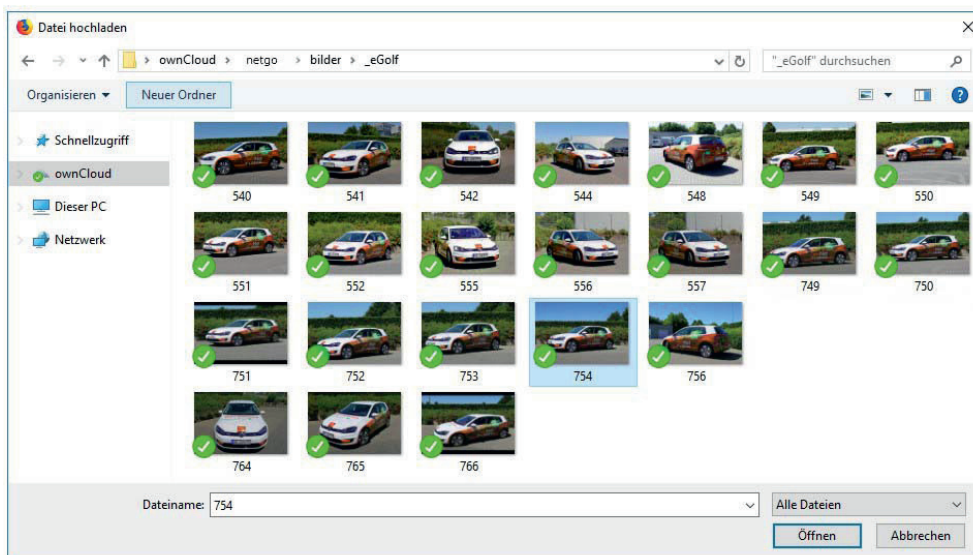 Datei hochladen
ownCloud > netgo > bilder > _eGolf
"_eGolf" durchsuchen
Organisieren
Neuer Ordner
Schnellzugriff
ownCloud
Dieser PC
Netzwerk
540 541 542 544 548 549 550
551 552 555 556 557 749 750
751 752 753 754 756
764 765 766
Dateiname: 754
Alle Dateien
Öffnen Abbrechen